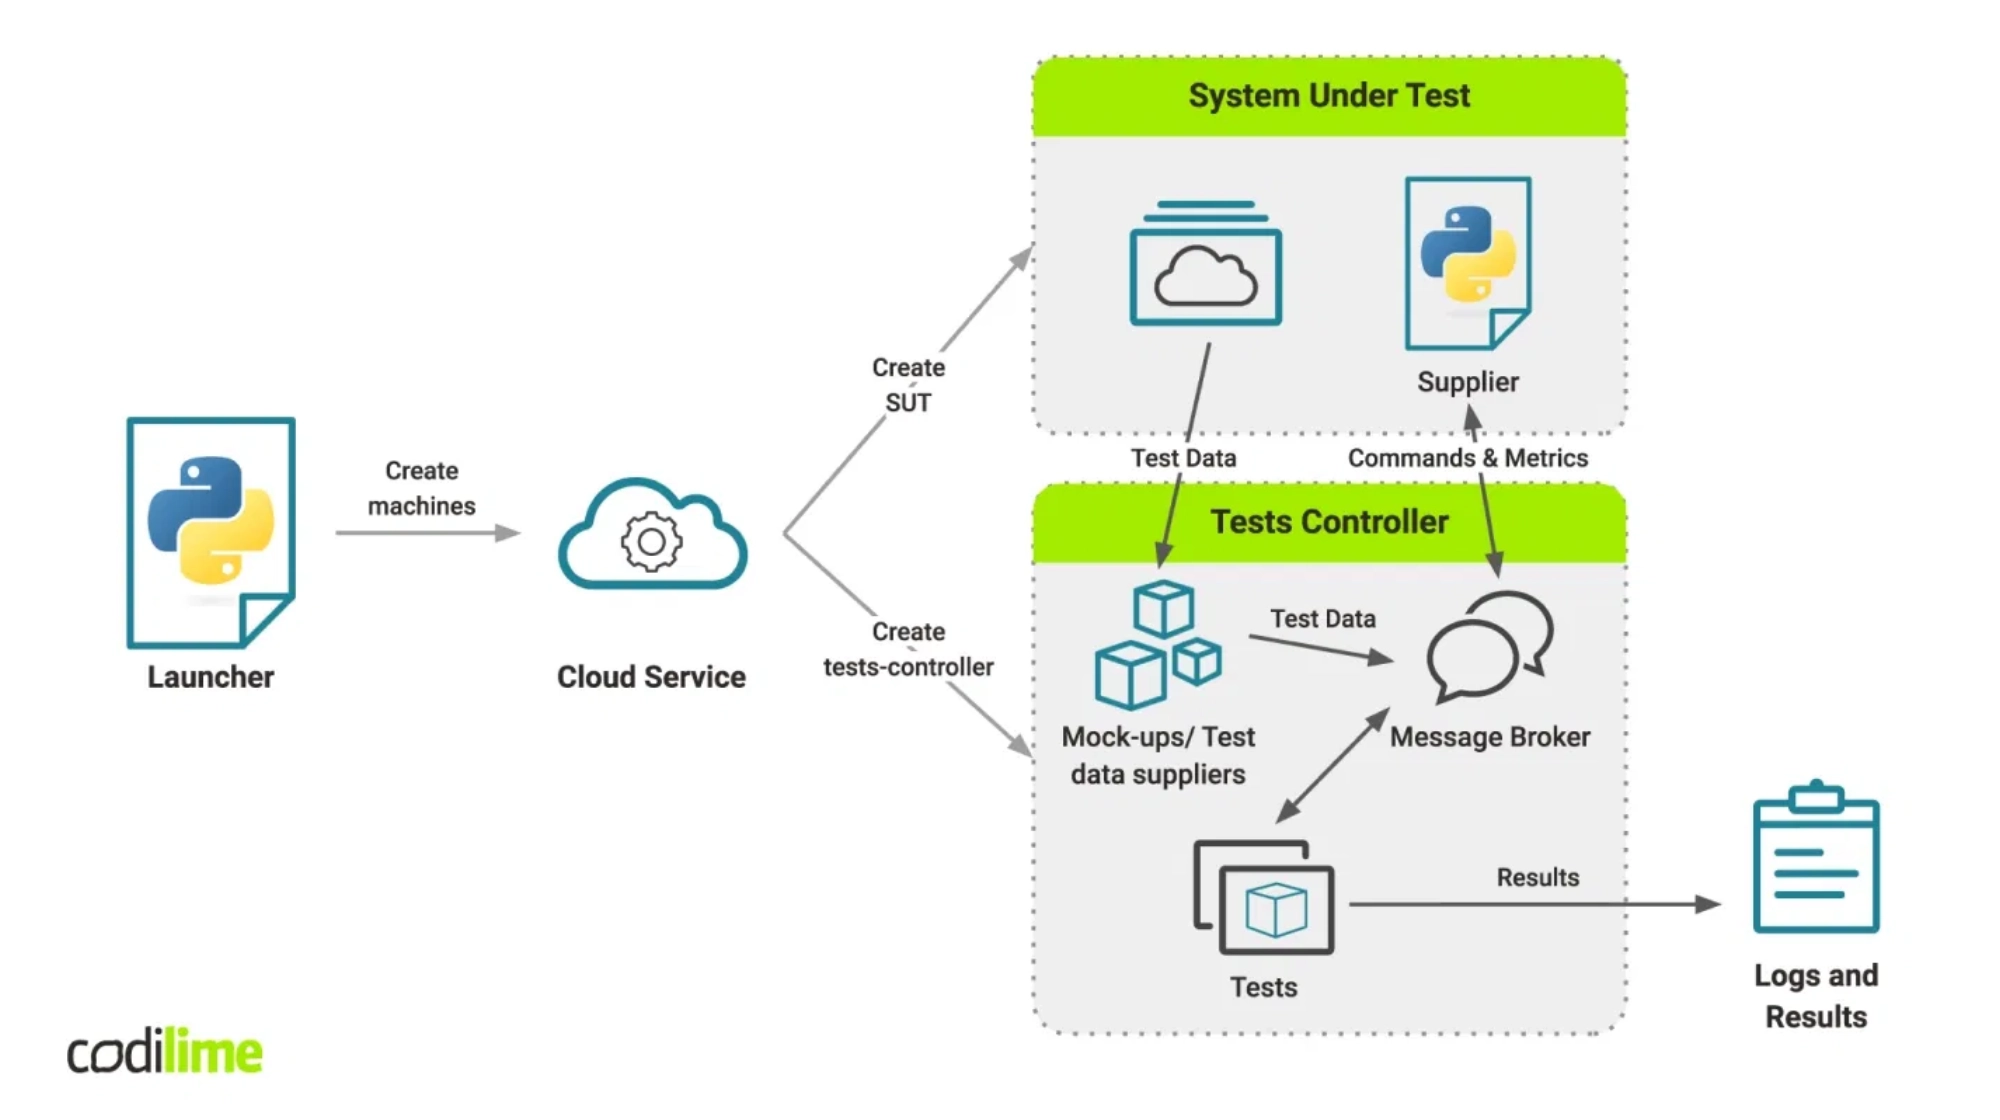 System Under Test
Supplier
Create
SUT
Create
machines
Test Data
Commands & Metrics
Tests Controller
Launcher
Cloud Service
Create
tests-controller
Test Data
Mock-ups/ Test
data suppliers
Message Broker
Results
Tests
Logs and
Results
codilime